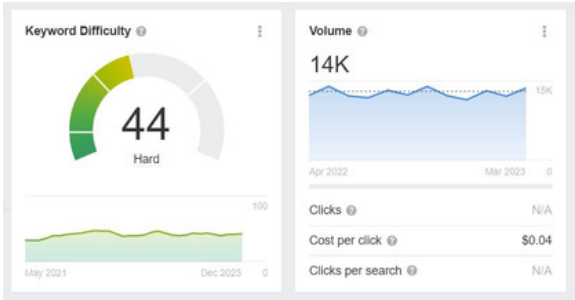 Keyword Difficulty ?
44
Hard
100
May 2021 Dec 2023 0
Volume ?
14K
15K
Apr 2022 Mar 2023 0
Clicks ? N/A
Cost per click ? $0.04
Clicks per search ? N/A